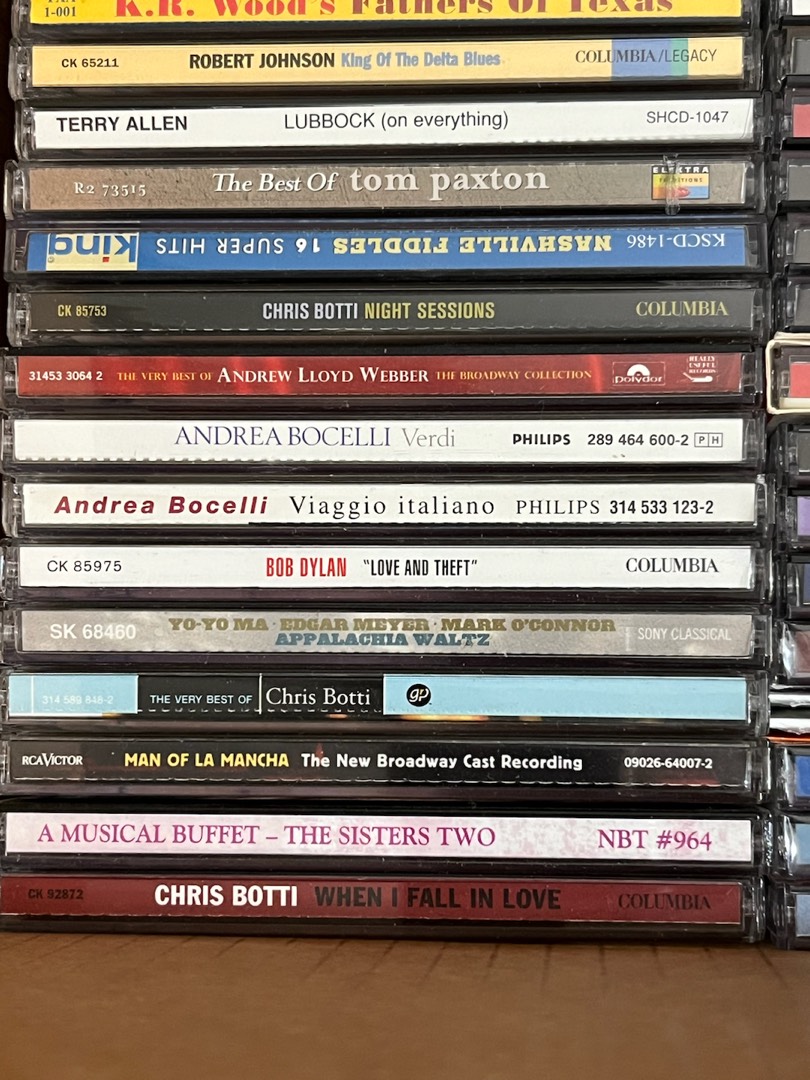 1-001 K.R. Wood's Fathers Of Texas
CK 65211 ROBERT JOHNSON King Of The Delta Blues COLUMBIA/LEGACY
TERRY ALLEN LUBBOCK (on everything) SHCD-1047
R2 73515 The Best Of tom paxton ELEKTRA TRADITIONS
KSCD-1486 NASHVILLE FIDDLES 16 SUPER HITS King
CK 85753 CHRIS BOTTI NIGHT SESSIONS COLUMBIA
31453 3064 2 THE VERY BEST OF ANDREW LLOYD WEBBER THE BROADWAY COLLECTION polydor REALLY USEFUL RECORDS
ANDREA BOCELLI Verdi PHILIPS 289 464 600-2 P H
Andrea Bocelli Viaggio italiano PHILIPS 314 533 123-2
CK 85975 BOB DYLAN "LOVE AND THEFT" COLUMBIA
SK 68460 YO-YO MA · EDGAR MEYER · MARK O'CONNOR SONY CLASSICAL
APPALACHIA WALTZ
314 589 848-2 THE VERY BEST OF Chris Botti gp
RCA VICTOR MAN OF LA MANCHA The New Broadway Cast Recording 09026-64007-2
A MUSICAL BUFFET – THE SISTERS TWO NBT #964
CK 92872 CHRIS BOTTI WHEN I FALL IN LOVE COLUMBIA